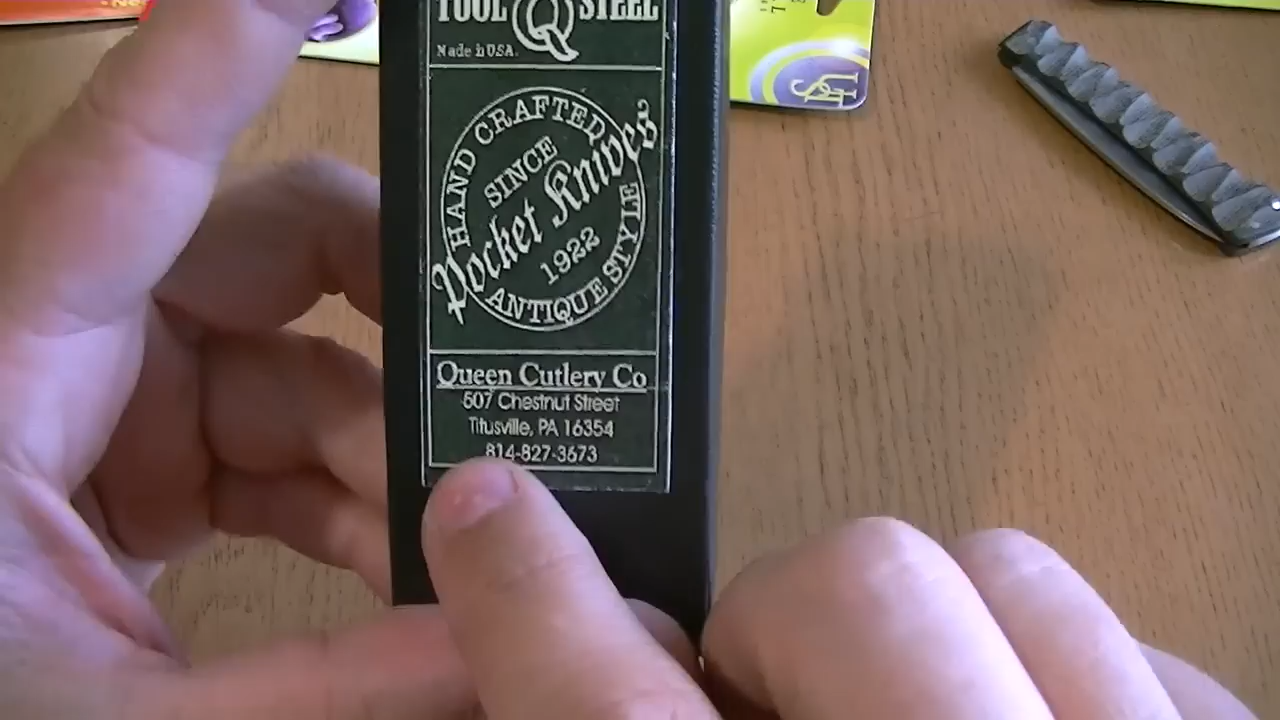 TOOL Q STEEL
Made in USA.
HAND CRAFTED
SINCE
Pocket Knives
1922
ANTIQUE STYLE
Queen Cutlery Co
507 Chestnut Street
Titusville, PA 16354
814-827-3673